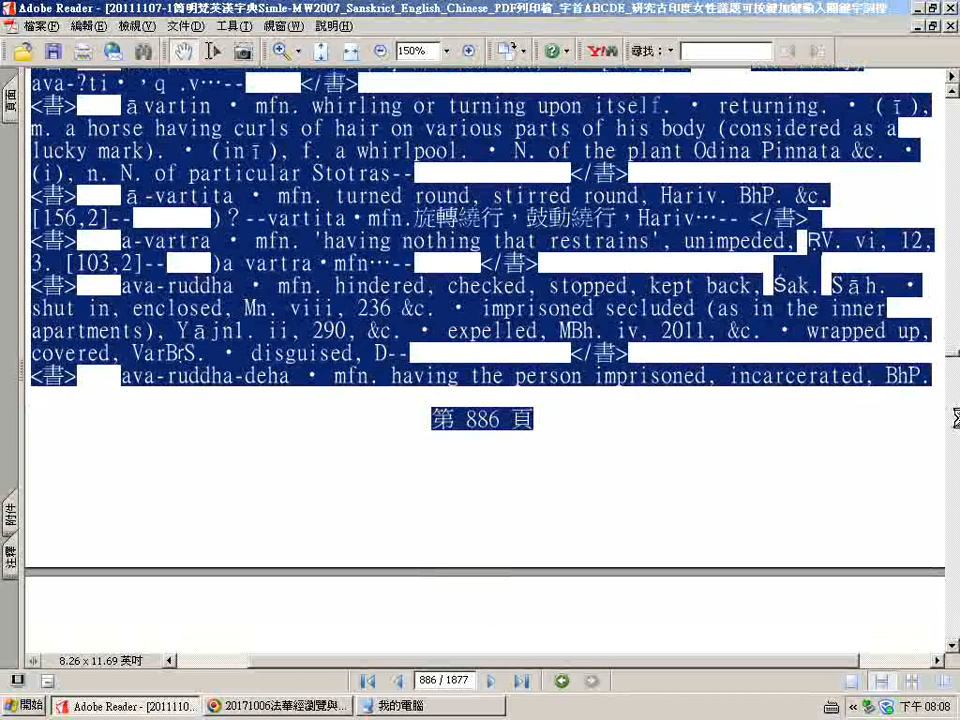 Adobe Reader - [20111107-1簡明梵英漢字典Simle-MW2007_Sanskrict_English_Chinese_PDF列印檔_字首ABCDE_研究古印度女性議題可按鍵加鍵輸入關鍵字詞搜
檔案(F) 編輯(E) 檢視(V) 文件(D) 工具(T) 視窗(W) 說明(H)
150% 尋找:
頁面
ava-?ti‧,q .v…-- </書>
<書> āvartin ‧ mfn. whirling or turning upon itself. ‧ returning. ‧ (ī),
m. a horse having curls of hair on various parts of his body (considered as a
lucky mark). ‧ (inī), f. a whirlpool. ‧ N. of the plant Odina Pinnata &c. ‧
(i), n. N. of particular Stotras-- </書>
<書> ā-vartita ‧ mfn. turned round, stirred round, Hariv. BhP. &c.
[156,2]-- )？--vartita‧mfn.旋轉繞行，鼓動繞行，Hariv…-- </書>
<書> a-vartra ‧ mfn. 'having nothing that restrains', unimpeded, ṚV. vi, 12,
3. [103,2]-- )a vartra‧mfn…-- </書>
<書> ava-ruddha ‧ mfn. hindered, checked, stopped, kept back, Śak. Sāh. ‧
shut in, enclosed, Mn. viii, 236 &c. ‧ imprisoned secluded (as in the inner
apartments), Yājnl. ii, 290, &c. ‧ expelled, MBh. iv, 2011, &c. ‧ wrapped up,
covered, VarBṛS. ‧ disguised, D-- </書>
<書> ava-ruddha-deha ‧ mfn. having the person imprisoned, incarcerated, BhP.
第 886 頁
附件
注釋
8.26 x 11.69 英吋
886 / 1877
開始 Adobe Reader - [2011110... 20171006法華經瀏覽與... 我的電腦 下午 08:08